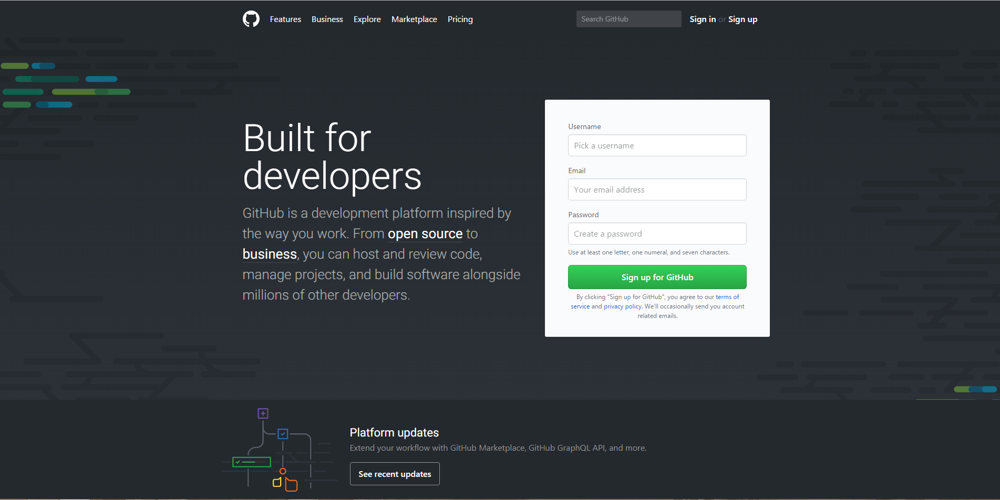 Features Business Explore Marketplace Pricing Search GitHub Sign in or Sign up
Built for
developers
GitHub is a development platform inspired by
the way you work. From open source to
business, you can host and review code,
manage projects, and build software alongside
millions of other developers.
Username
Pick a username
Email
Your email address
Password
Create a password
Use at least one letter, one numeral, and seven characters.
Sign up for GitHub
By clicking "Sign up for GitHub", you agree to our terms of
service and privacy policy. We’ll occasionally send you account
related emails.
Platform updates
Extend your workflow with GitHub Marketplace, GitHub GraphQL API, and more.
See recent updates